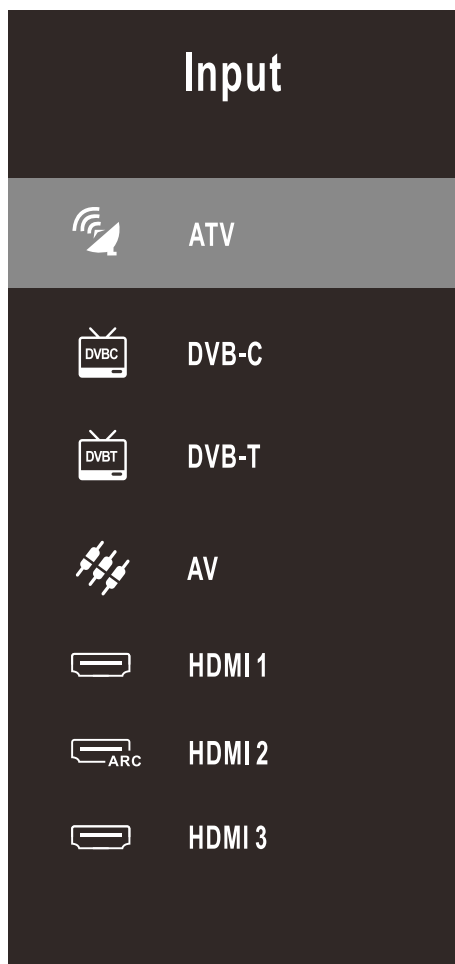 Input
ATV
DVBC DVB-C
DVBT DVB-T
AV
HDMI 1
ARC HDMI 2
HDMI 3